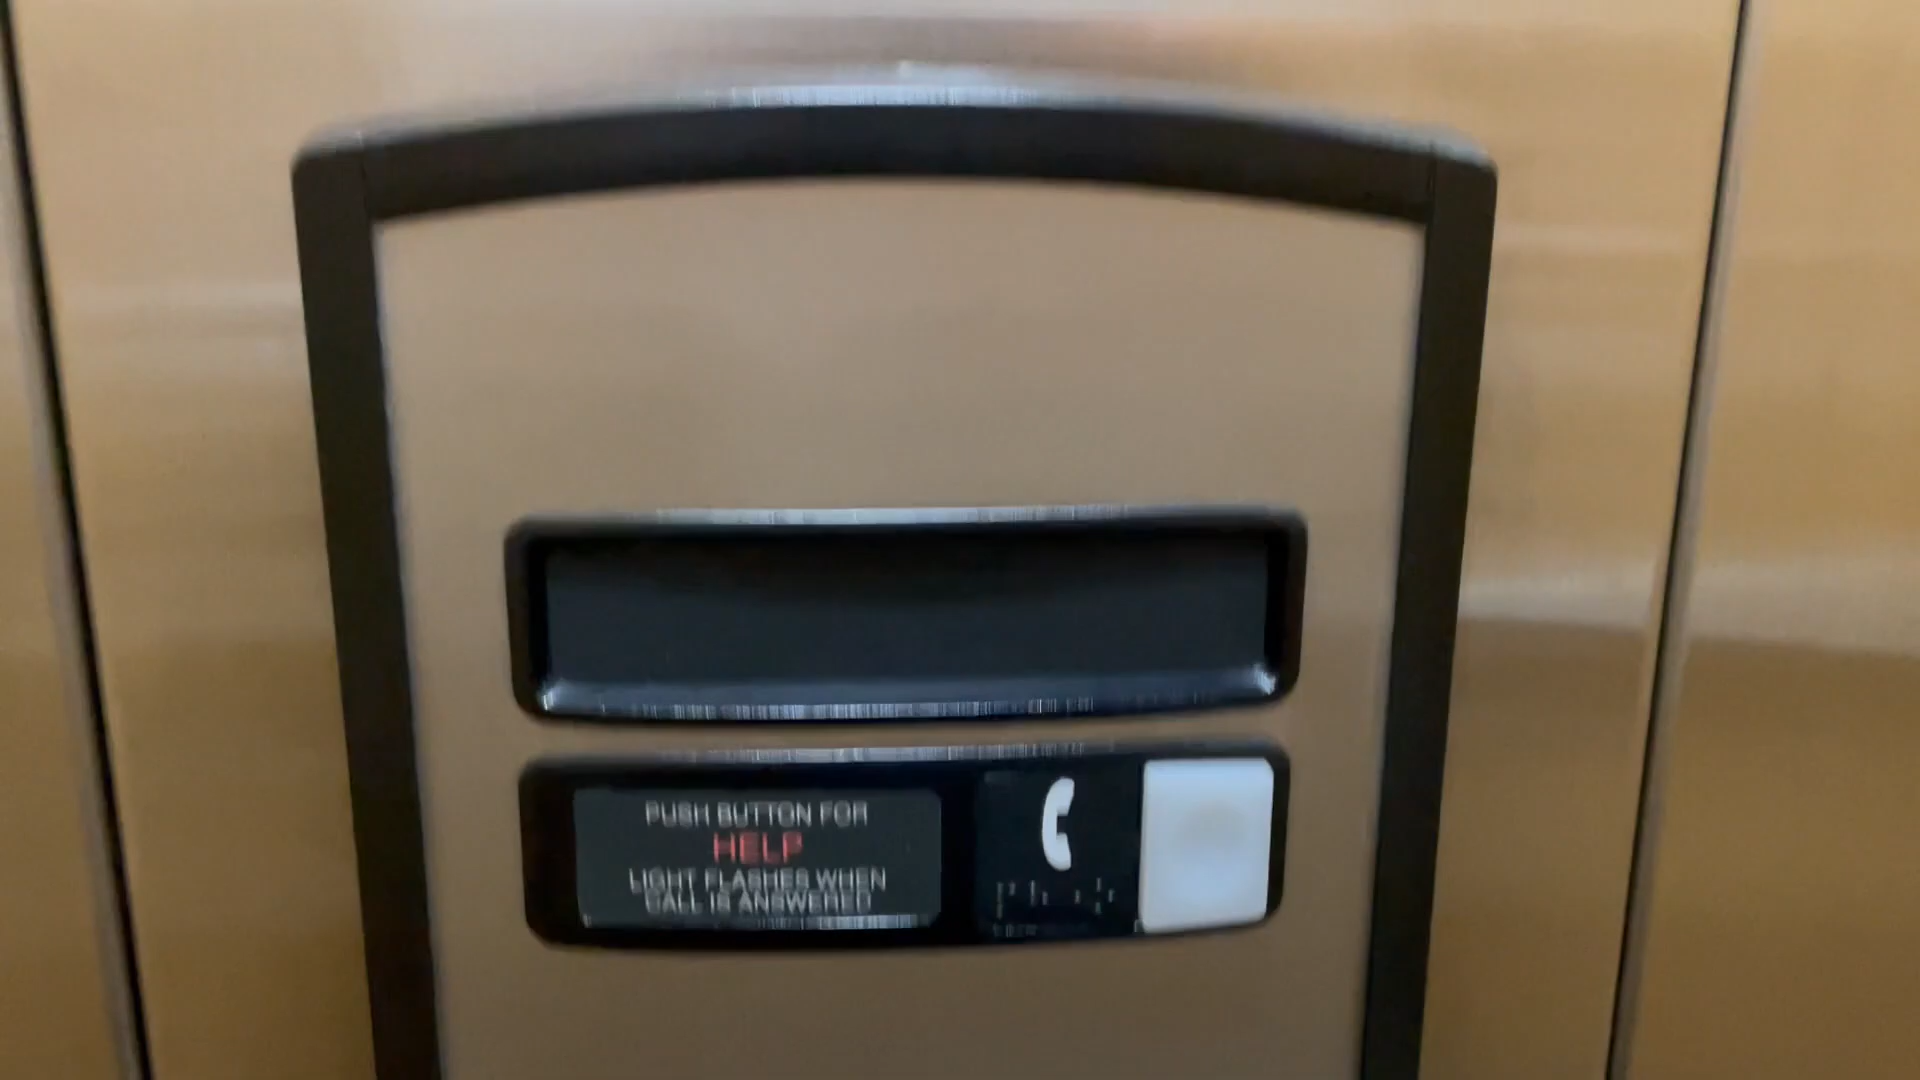 PUSH BUTTON FOR
HELP
LIGHT FLASHES WHEN
CALL IS ANSWERED